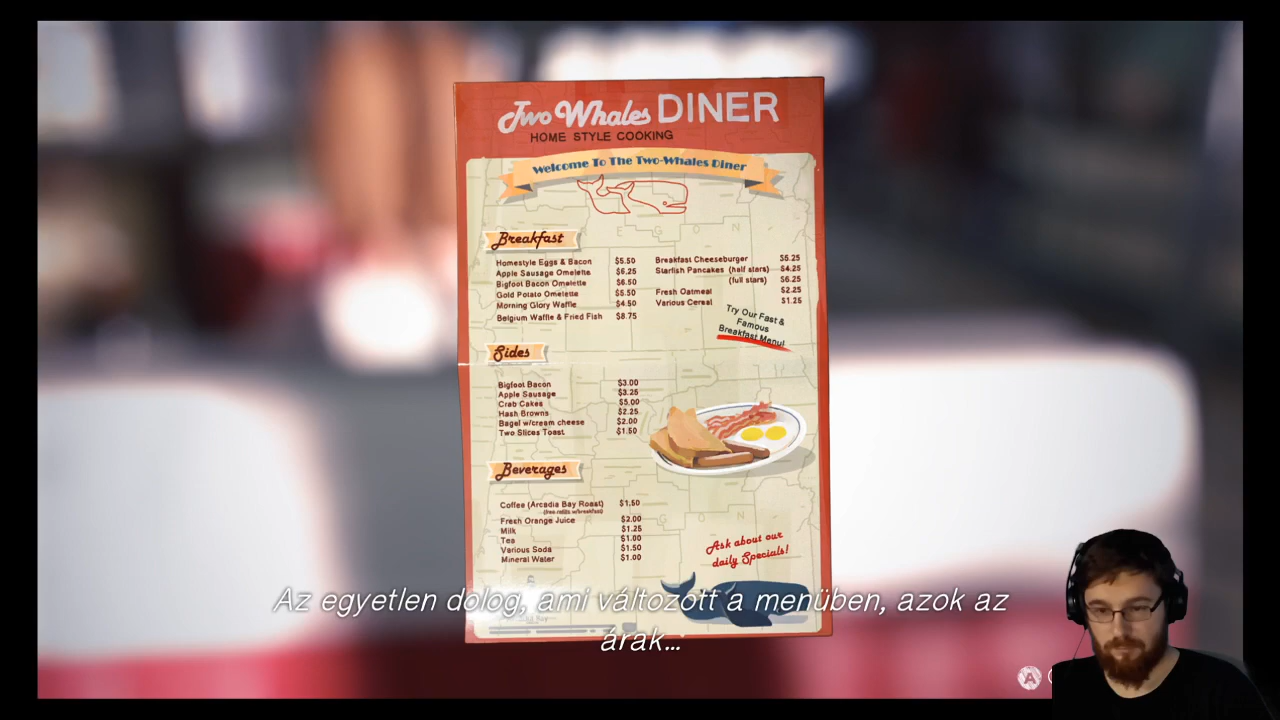 Two Whales DINER
HOME STYLE COOKING
Welcome To The Two-Whales Diner
Breakfast
Homestyle Eggs & Bacon $5.50
Apple Sausage Omelette $6.25
Bigfoot Bacon Omelette $6.50
Gold Potato Omelette $5.50
Morning Glory Waffle $4.50
Belgium Waffle & Fried Fish $8.75
Breakfast Cheeseburger $5.25
Starfish Pancakes (half stars) $4.25
(full stars) $6.25
Fresh Oatmeal $2.25
Various Cereal $1.25
Try Our Fast &
Famous
Breakfast Menu!
Sides
Bigfoot Bacon $3.00
Apple Sausage $3.25
Crab Cakes $5.00
Hash Browns $2.25
Bagel w/cream cheese $2.00
Two Slices Toast $1.50
Beverages
Coffee (Arcadia Bay Roast) $1.50
(free refills w/breakfast)
Fresh Orange Juice $2.00
Milk $1.25
Tea $1.00
Various Soda $1.50
Mineral Water $1.00
Ask about our
daily Specials!
Az egyetlen dolog, ami változott a menüben, azok az
árak...
A